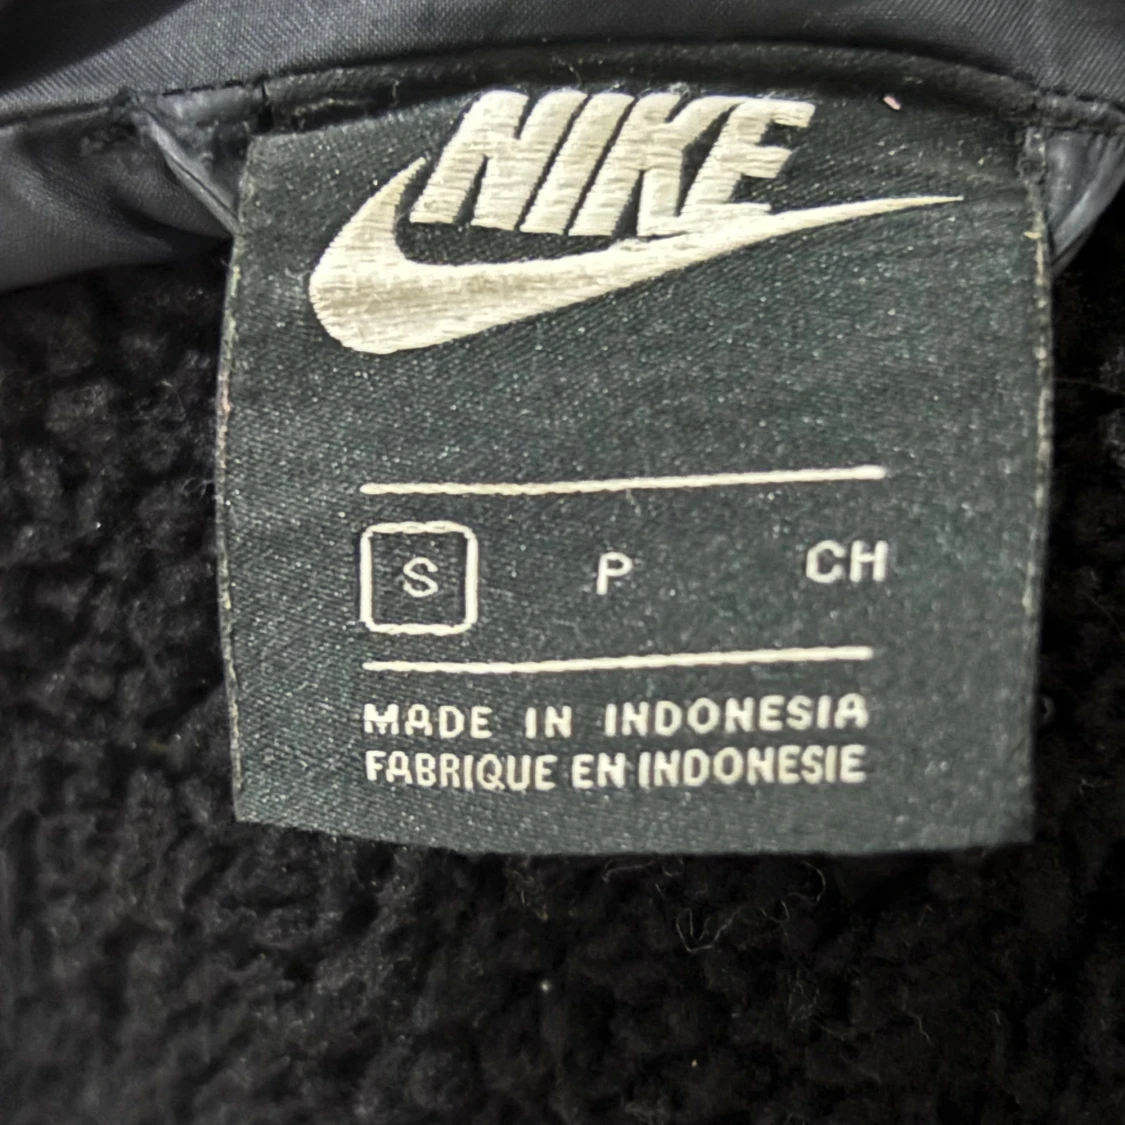 NIKE
S P CH
MADE IN INDONESIA
FABRIQUE EN INDONESIE